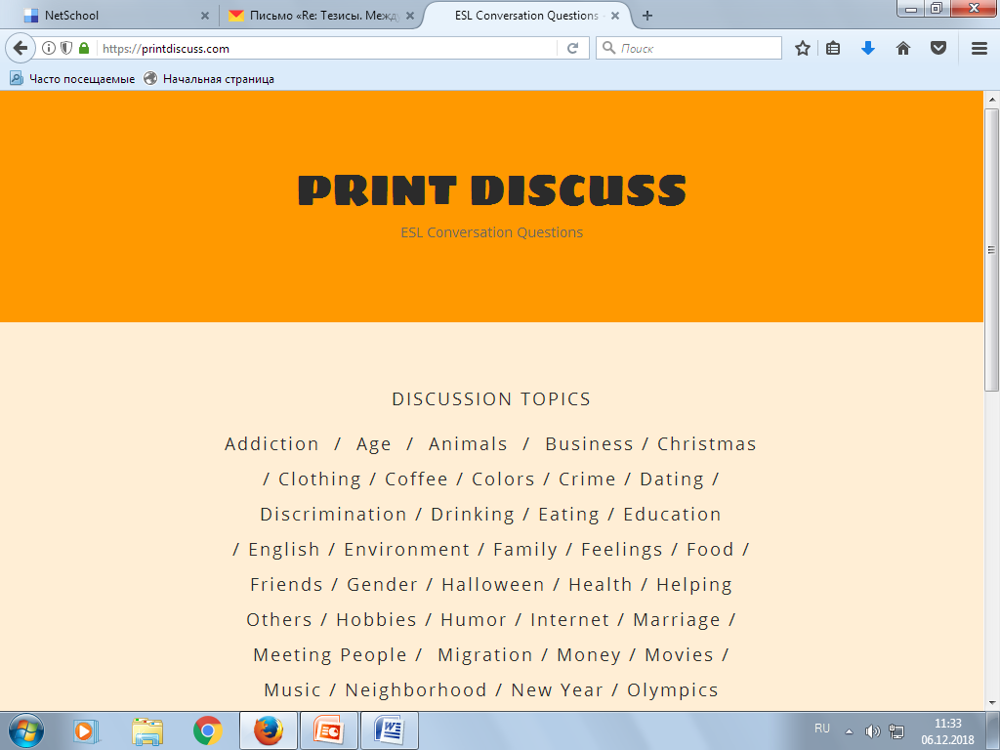 NetSchool
Письмо «Re: Тезисы. Между
ESL Conversation Questions
https://printdiscuss.com
Поиск
Часто посещаемые
Начальная страница
PRINT DISCUSS
ESL Conversation Questions
DISCUSSION TOPICS
Addiction / Age / Animals / Business / Christmas
/ Clothing / Coffee / Colors / Crime / Dating /
Discrimination / Drinking / Eating / Education
/ English / Environment / Family / Feelings / Food /
Friends / Gender / Halloween / Health / Helping
Others / Hobbies / Humor / Internet / Marriage /
Meeting People / Migration / Money / Movies /
Music / Neighborhood / New Year / Olympics
RU
11:33
06.12.2018